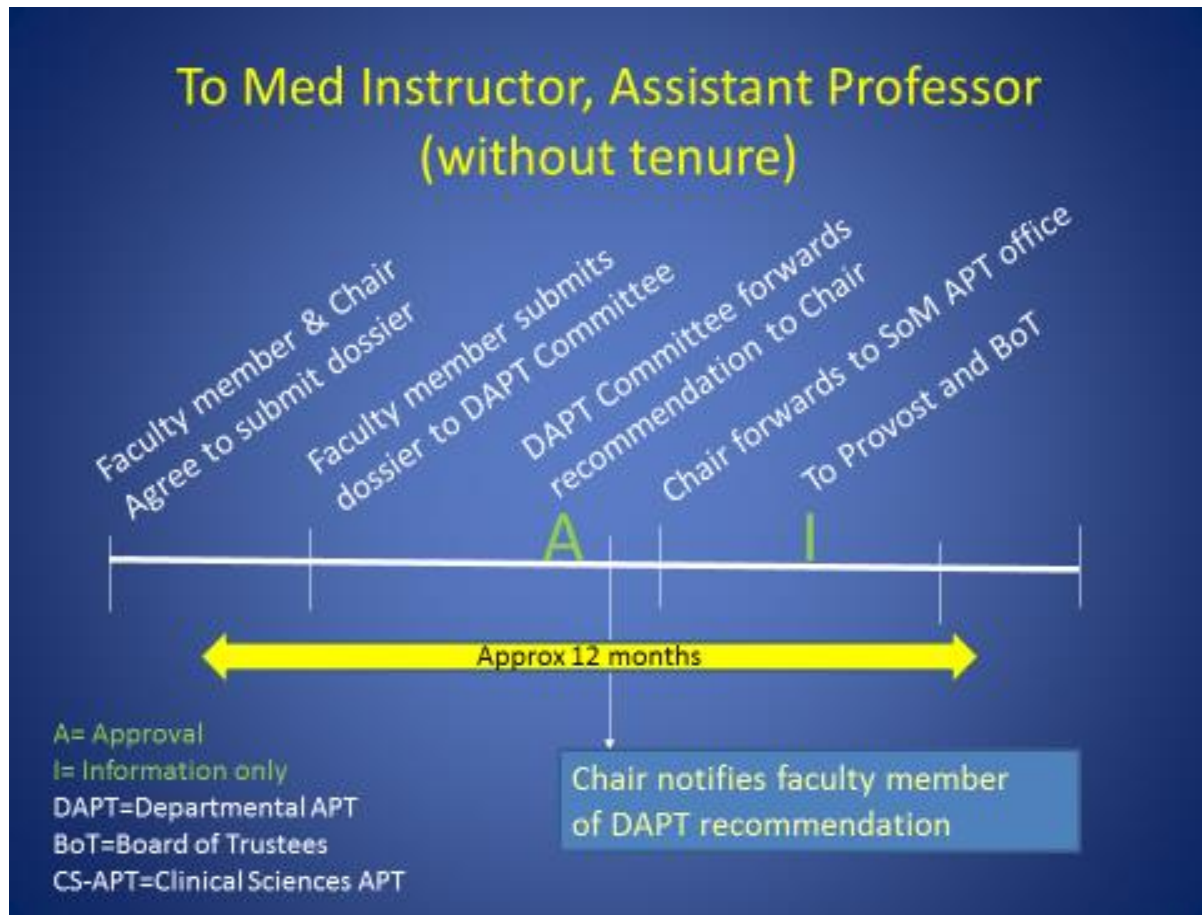 To Med Instructor, Assistant Professor
(without tenure)
Faculty member & Chair
Agree to submit dossier
Faculty member submits
dossier to DAPT Committee
DAPT Committee forwards
recommendation to Chair
Chair forwards to SoM APT office
To Provost and BoT
A
I
Approx 12 months
A= Approval
I= Information only
DAPT=Departmental APT
BoT=Board of Trustees
CS-APT=Clinical Sciences APT
Chair notifies faculty member
of DAPT recommendation